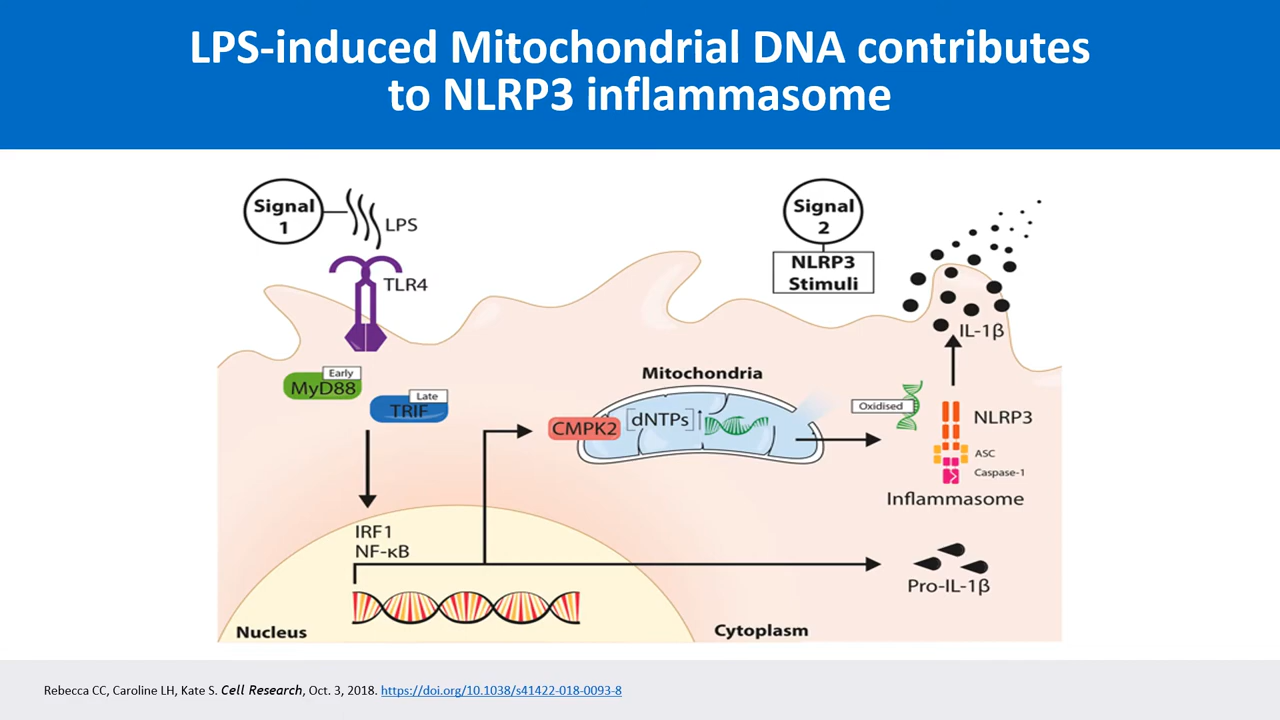 LPS-induced Mitochondrial DNA contributes
to NLRP3 inflammasome
Signal
1
LPS
TLR4
Early
MyD88
Late
TRIF
Signal
2
NLRP3
Stimuli
IL-1β
Mitochondria
CMPK2
[dNTPs]
Oxidised
NLRP3
ASC
Caspase-1
Inflammasome
IRF1
NF-κB
Pro-IL-1β
Nucleus
Cytoplasm
Rebecca CC, Caroline LH, Kate S. Cell Research, Oct. 3, 2018. https://doi.org/10.1038/s41422-018-0093-8